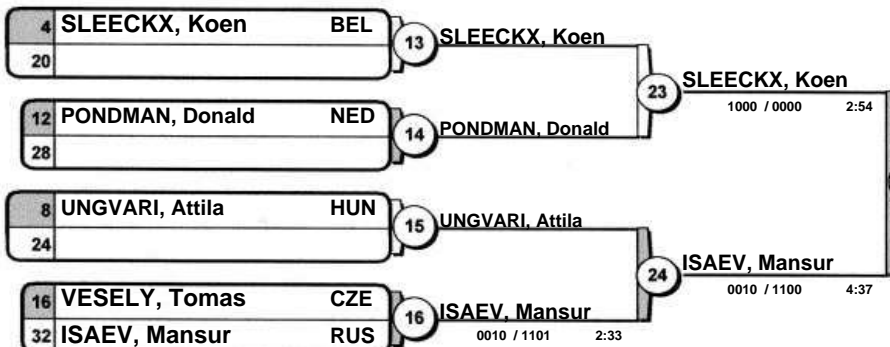 4 SLEECKX, Koen BEL
20
13 SLEECKX, Koen
12 PONDMAN, Donald NED
28
14 PONDMAN, Donald
23 SLEECKX, Koen
1000 / 0000 2:54
8 UNGVARI, Attila HUN
24
15 UNGVARI, Attila
16 VESELY, Tomas CZE
32 ISAEV, Mansur RUS
16 ISAEV, Mansur
0010 / 1101 2:33
24 ISAEV, Mansur
0010 / 1100 4:37